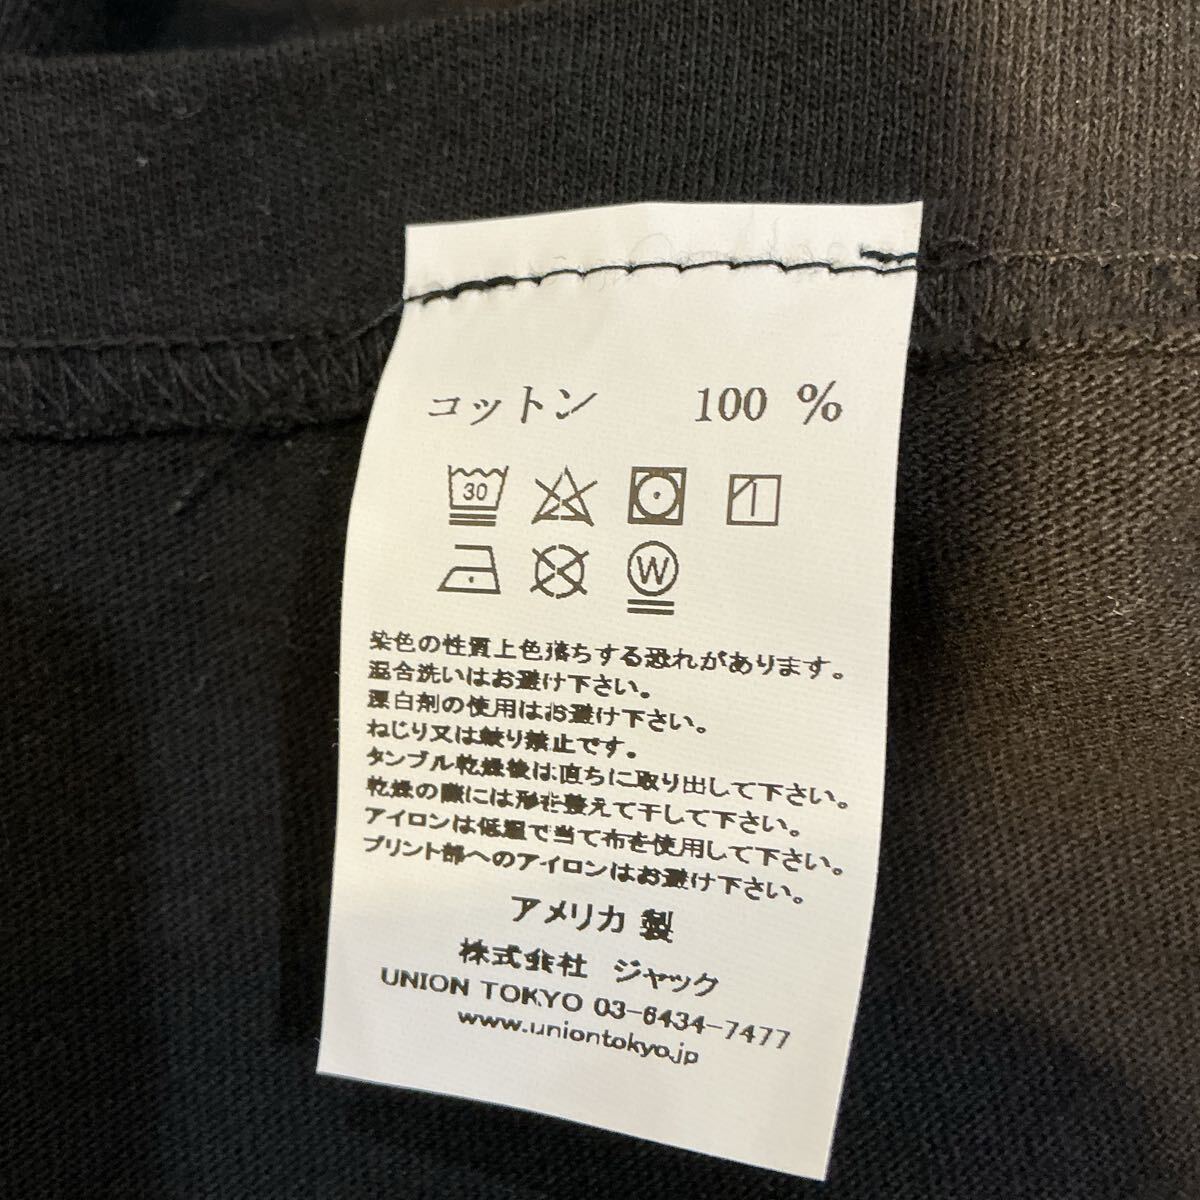 コットン 100 %
30
W
染色の性質上色落ちする恐れがあります。
混合洗いはお避け下さい。
漂白剤の使用はお避け下さい。
ねじり又は絞り禁止です。
タンブル乾燥後は直ちに取り出して下さい。
乾燥の際には形を整えて干して下さい。
アイロンは低温で当て布を使用して下さい。
プリント部へのアイロンはお避け下さい。
アメリカ 製
株式会社 ジャック
UNION TOKYO 03-6434-7477
www.uniontokyo.jp